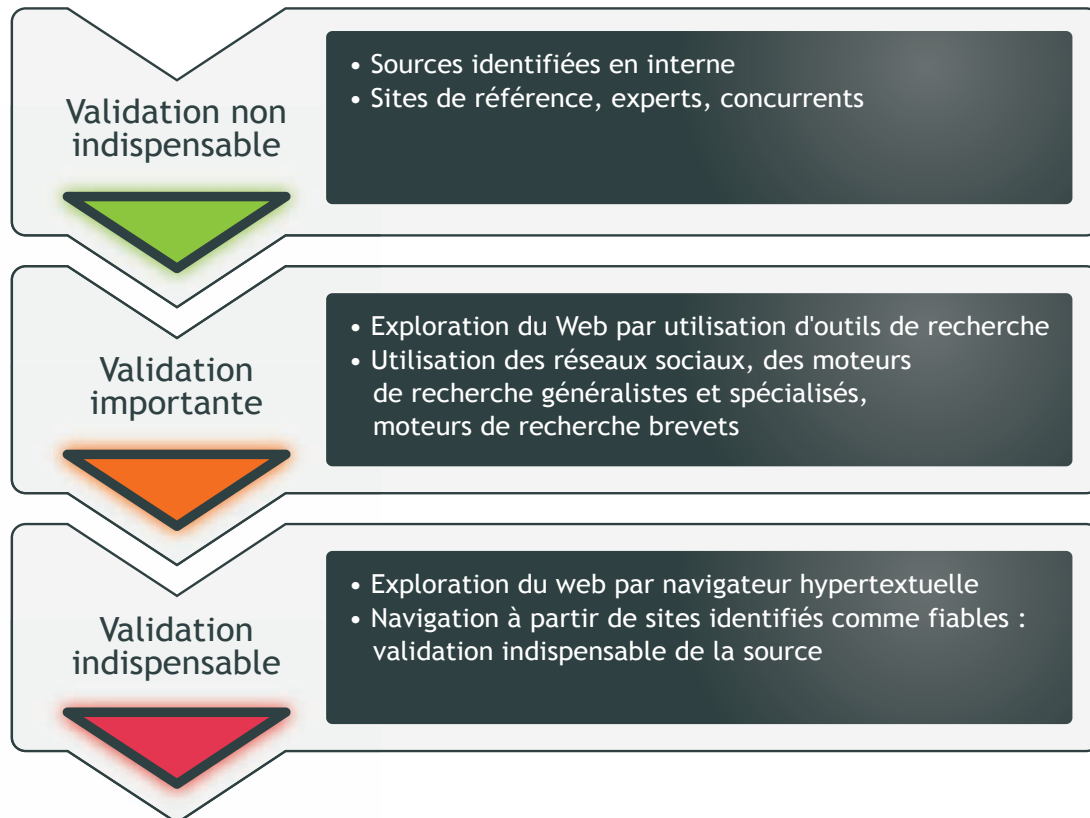 Validation non
indispensable
• Sources identifiées en interne
• Sites de référence, experts, concurrents
Validation
importante
• Exploration du Web par utilisation d'outils de recherche
• Utilisation des réseaux sociaux, des moteurs
de recherche généralistes et spécialisés,
moteurs de recherche brevets
Validation
indispensable
• Exploration du web par navigateur hypertextuelle
• Navigation à partir de sites identifiés comme fiables :
validation indispensable de la source